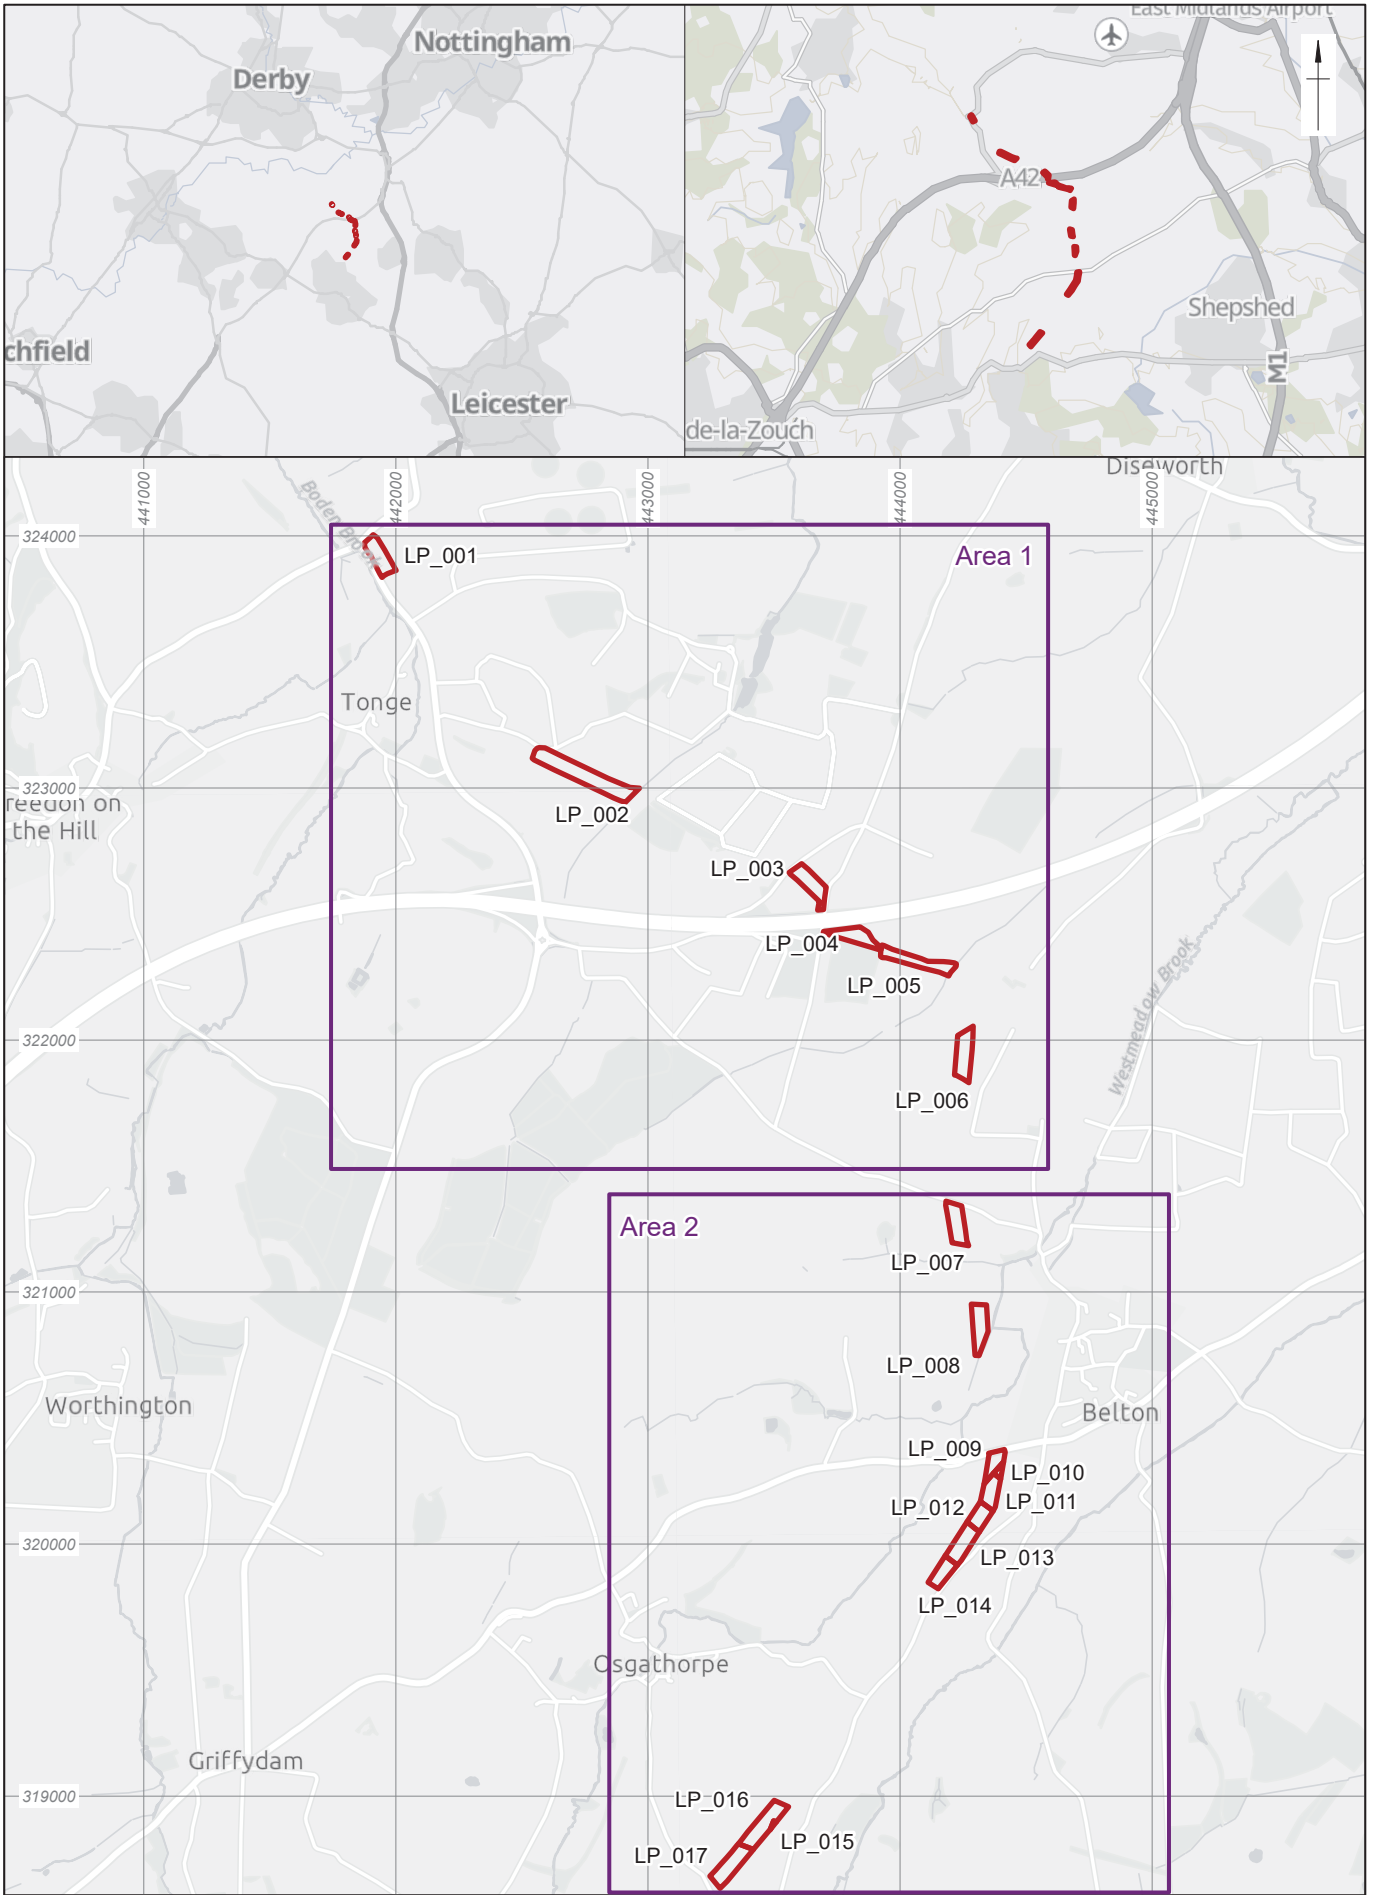 Nottingham
Derby
chfield
Leicester
East Midlands Airport
A42
Shepshed
M1
de-la-Zouch
Diseworth
441000
442000
443000
444000
445000
Boden Brook
324000
LP_001
Area 1
Tonge
323000
reedon on
the Hill
LP_002
LP_003
LP_004
LP_005
Westmeadow Brook
322000
LP_006
Area 2
LP_007
321000
LP_008
Worthington
Belton
LP_009
LP_010
LP_011
LP_012
320000
LP_013
LP_014
Osgathorpe
Griffydam
319000
LP_016
LP_015
LP_017